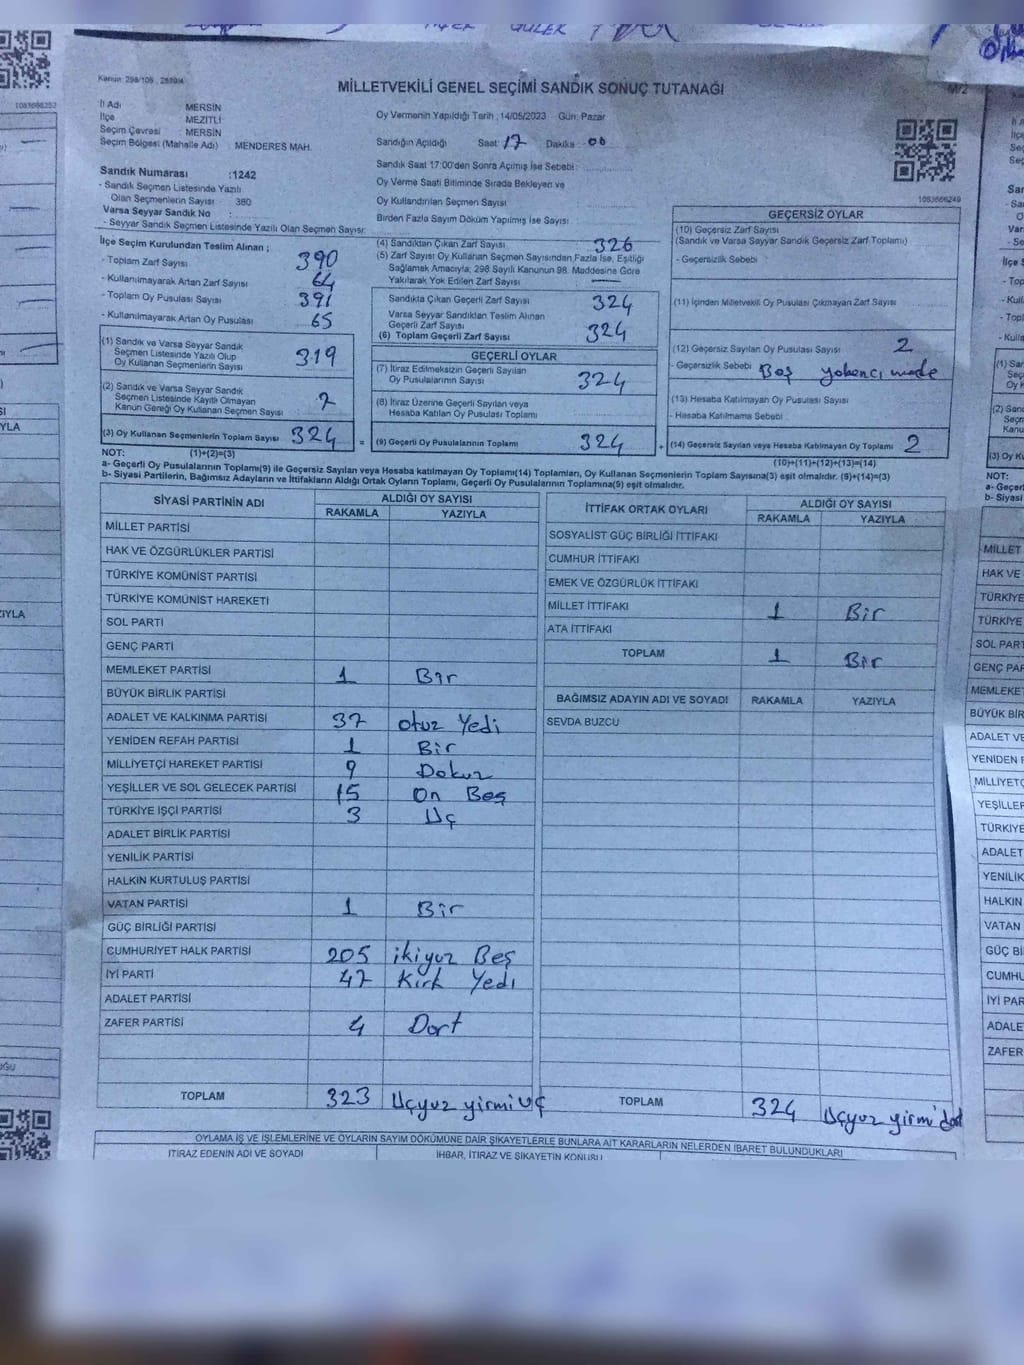 GÜLER
Kanun: 298/105
M/2
MİLLETVEKİLİ GENEL SEÇİMİ SANDIK SONUÇ TUTANAĞI
İl Adı MERSİN
İlçe MEZİTLİ
Seçim Çevresi : MERSİN
Seçim Bölgesi (Mahalle Adı) MENDERES MAH.
Oy Vermenin Yapıldığı Tarih : 14/05/2023 Gün: Pazar
Sandığın Açıldığı Saat: 17 Dakika: 00
Sandık Saat 17:00'den Sonra Açılmış İse Sebebi:
Oy Verme Saati Bitiminde Sırada Bekleyen ve
Oy Kullandırılan Seçmen Sayısı
Birden Fazla Sayım Döküm Yapılmış İse Sayısı
Sandık Numarası :1242
- Sandık Seçmen Listesinde Yazılı
Olan Seçmenlerin Sayısı 380
Varsa Seyyar Sandık No :
- Seyyar Sandık Seçmen Listesinde Yazılı Olan Seçmen Sayısı:
İlçe Seçim Kurulundan Teslim Alınan ;
- Toplam Zarf Sayısı 390
- Kullanılmayarak Artan Zarf Sayısı 64
- Toplam Oy Pusulası Sayısı 391
- Kullanılmayarak Artan Oy Pusulası 65
(1) Sandık ve Varsa Seyyar Sandık
Seçmen Listesinde Yazılı Olup
Oy Kullanan Seçmenlerin Sayısı 319
(2) Sandık ve Varsa Seyyar Sandık
Seçmen Listesinde Kayıtlı Olmayan
Kanun Gereği Oy Kullanan Seçmen Sayısı 7
(3) Oy Kullanan Seçmenlerin Toplam Sayısı 324
(4) Sandıktan Çıkan Zarf Sayısı 326
(5) Zarf Sayısı Oy Kullanan Seçmen Sayısından Fazla İse, Eşitliği
Sağlamak Amacıyla; 298 Sayılı Kanunun 98. Maddesine Göre
Yakılarak Yok Edilen Zarf Sayısı —
Sandıkta Çıkan Geçerli Zarf Sayısı 324
Varsa Seyyar Sandıktan Teslim Alınan
Geçerli Zarf Sayısı
(6) Toplam Geçerli Zarf Sayısı 324
GEÇERLİ OYLAR
(7) İtiraz Edilmeksizin Geçerli Sayılan
Oy Pusulalarının Sayısı 324
(8) İtiraz Üzerine Geçerli Sayılan veya
Hesaba Katılan Oy Pusulası Toplamı
= (9) Geçerli Oy Pusulalarının Toplamı 324
1083666249
GEÇERSİZ OYLAR
(10) Geçersiz Zarf Sayısı
(Sandık ve Varsa Seyyar Sandık Geçersiz Zarf Toplamı)
- Geçersizlik Sebebi
(11) İçinden Milletvekili Oy Pusulası Çıkmayan Zarf Sayısı
(12) Geçersiz Sayılan Oy Pusulası Sayısı 2
- Geçersizlik Sebebi Boş yabancı made
(13) Hesaba Katılmayan Oy Pusulası Sayısı
- Hesaba Katılmama Sebebi
+ (14) Geçersiz Sayılan veya Hesaba Katılmayan Oy Toplamı 2
NOT: (1)+(2)=(3) (10)+(11)+(12)+(13)=(14)
a- Geçerli Oy Pusulalarının Toplamı(9) ile Geçersiz Sayılan veya Hesaba katılmayan Oy Toplamı(14) Toplamları, Oy Kullanan Seçmenlerin Toplam Sayısına(3) eşit olmalıdır. (9)+(14)=(3)
b- Siyasi Partilerin, Bağımsız Adayların ve İttifakların Aldığı Ortak Oyların Toplamı, Geçerli Oy Pusulalarının Toplamına(9) eşit olmalıdır.
SİYASİ PARTİNİN ADI ALDIĞI OY SAYISI
RAKAMLA YAZIYLA
MİLLET PARTİSİ
HAK VE ÖZGÜRLÜKLER PARTİSİ
TÜRKİYE KOMÜNİST PARTİSİ
TÜRKİYE KOMÜNİST HAREKETİ
SOL PARTİ
GENÇ PARTİ
MEMLEKET PARTİSİ 1 Bir
BÜYÜK BİRLİK PARTİSİ
ADALET VE KALKINMA PARTİSİ 37 otuz Yedi
YENİDEN REFAH PARTİSİ 1 Bir
MİLLİYETÇİ HAREKET PARTİSİ 9 Dokuz
YEŞİLLER VE SOL GELECEK PARTİSİ 15 On Beş
TÜRKİYE İŞÇİ PARTİSİ 3 Üç
ADALET BİRLİK PARTİSİ
YENİLİK PARTİSİ
HALKIN KURTULUŞ PARTİSİ
VATAN PARTİSİ 1 Bir
GÜÇ BİRLİĞİ PARTİSİ
CUMHURİYET HALK PARTİSİ 205 ikiyuz Beş
İYİ PARTİ 47 Kırk Yedi
ADALET PARTİSİ
ZAFER PARTİSİ 4 Dort
TOPLAM 323 Üçyuz yirmi üç
İTTİFAK ORTAK OYLARI ALDIĞI OY SAYISI
RAKAMLA YAZIYLA
SOSYALİST GÜÇ BİRLİĞİ İTTİFAKI
CUMHUR İTTİFAKI
EMEK VE ÖZGÜRLÜK İTTİFAKI
MİLLET İTTİFAKI 1 Bir
ATA İTTİFAKI
TOPLAM 1 Bir
BAĞIMSIZ ADAYIN ADI VE SOYADI RAKAMLA YAZIYLA
SEVDA BUZCU
TOPLAM 324 Üçyuz yirmi dört
OYLAMA İŞ VE İŞLEMLERİNE VE OYLARIN SAYIM DÖKÜMÜNE DAİR ŞİKAYETLERLE BUNLARA AİT KARARLARIN NELERDEN İBARET BULUNDUKLARI
İTİRAZ EDENİN ADI VE SOYADI İHBAR, İTİRAZ VE ŞİKAYETİN KONUSU